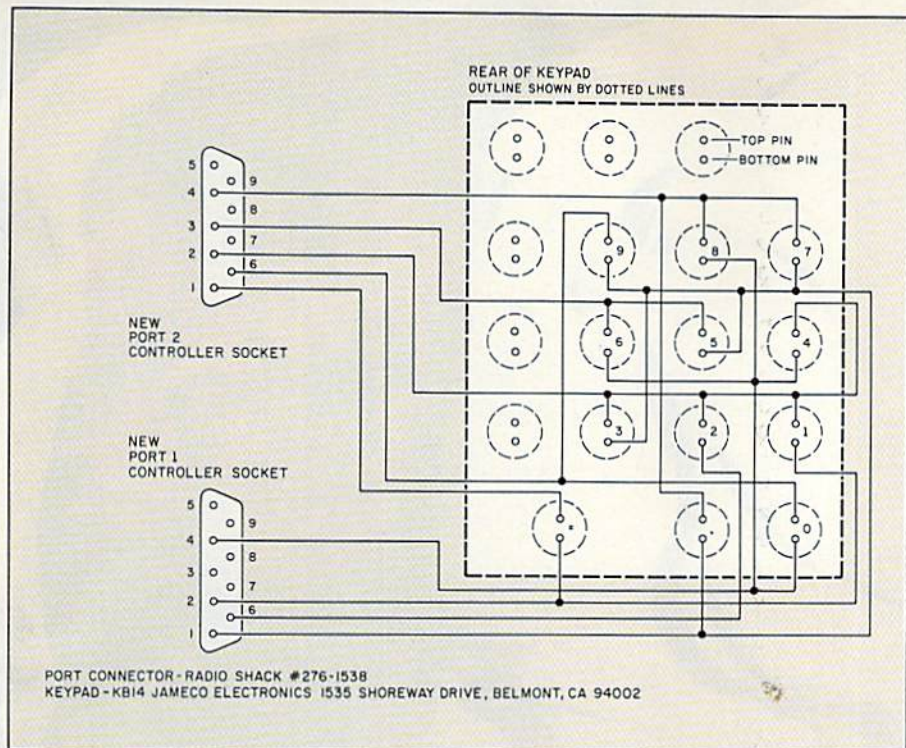 REAR OF KEYPAD
OUTLINE SHOWN BY DOTTED LINES
TOP PIN
BOTTOM PIN
5
9
4
8
3
7
2
6
1
NEW
PORT 2
CONTROLLER SOCKET
9
8
7
6
5
4
3
2
1
0
NEW
PORT 1
CONTROLLER SOCKET
5
9
4
8
3
7
2
6
1
PORT CONNECTOR-RADIO SHACK #276-1538
KEYPAD-KB14 JAMECO ELECTRONICS 1535 SHOREWAY DRIVE, BELMONT, CA 94002